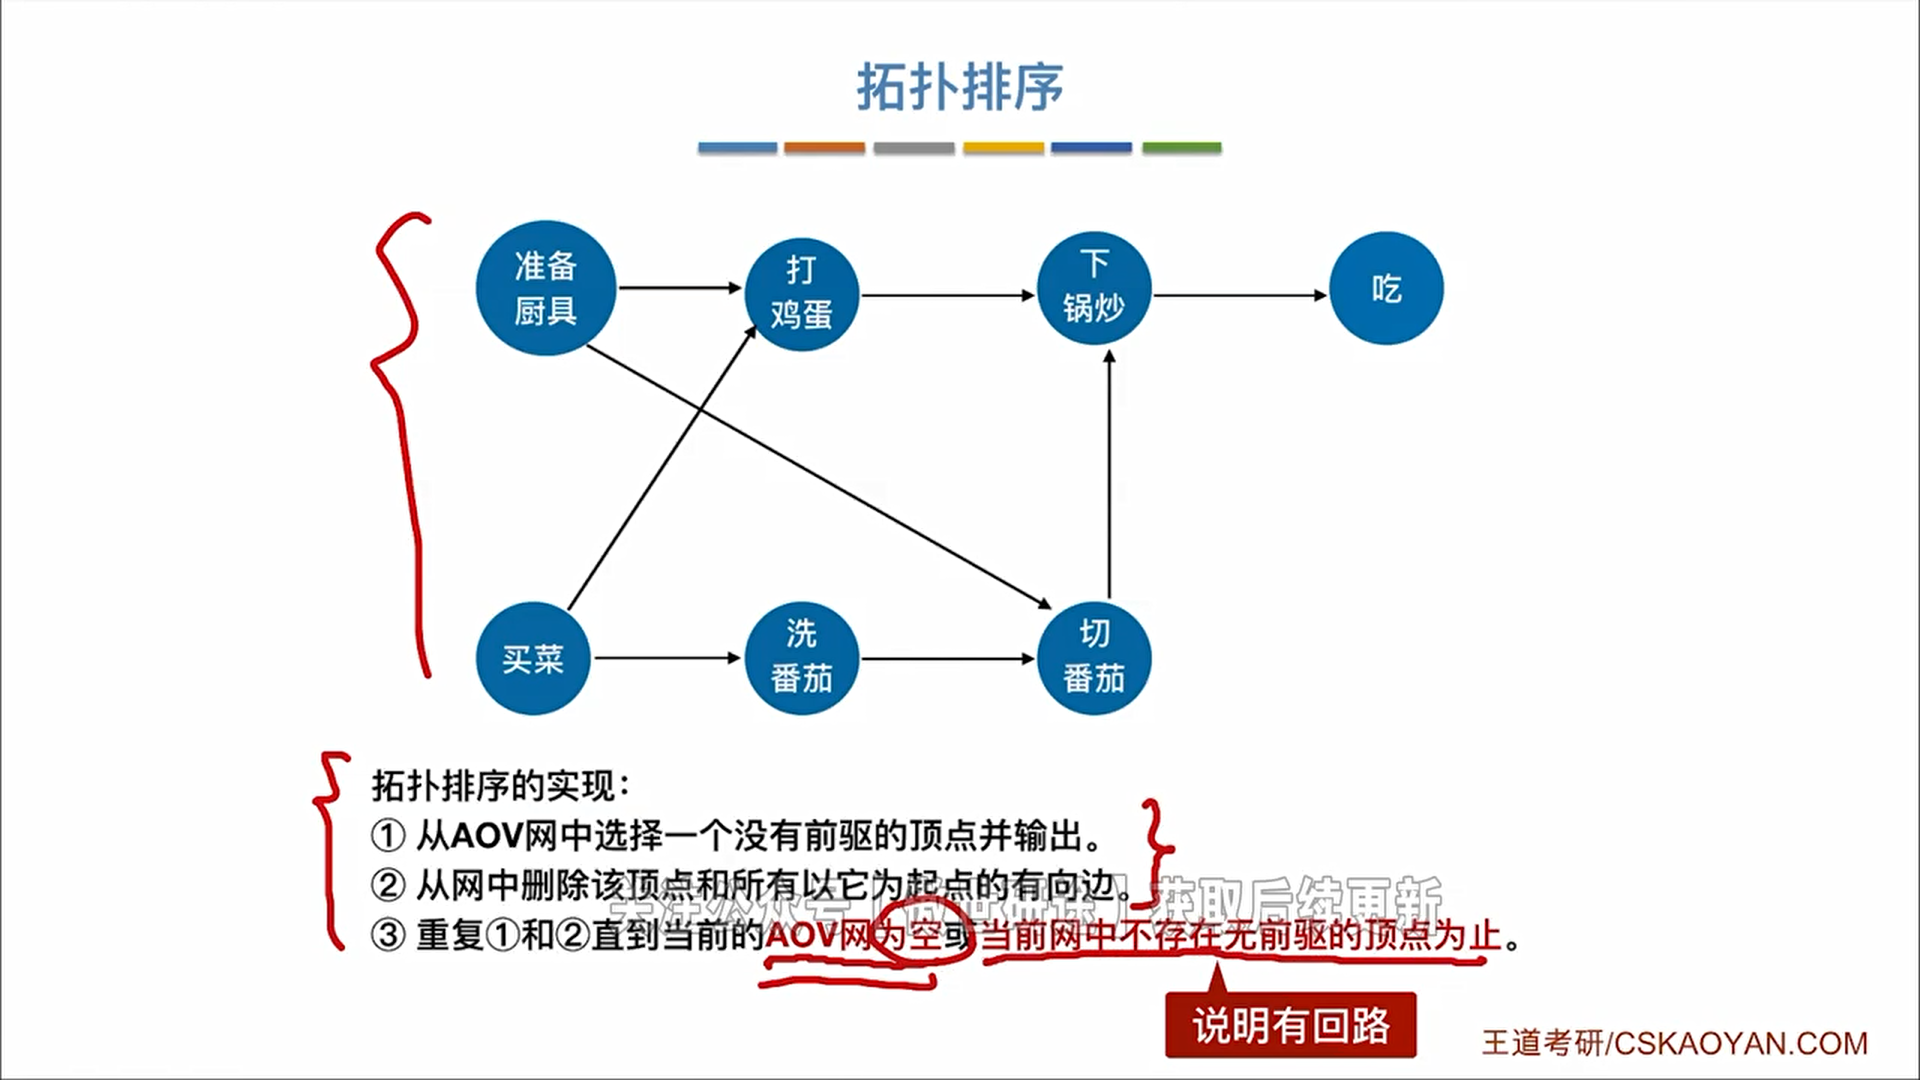 拓扑排序
准备
厨具
打
鸡蛋
下
锅炒
吃
买菜
洗
番茄
切
番茄
拓扑排序的实现：
① 从AOV网中选择一个没有前驱的顶点并输出。
② 从网中删除该顶点和所有以它为起点的有向边。
③ 重复①和②直到当前的AOV网为空或当前网中不存在无前驱的顶点为止。
说明有回路
王道考研/CSKAOYAN.COM